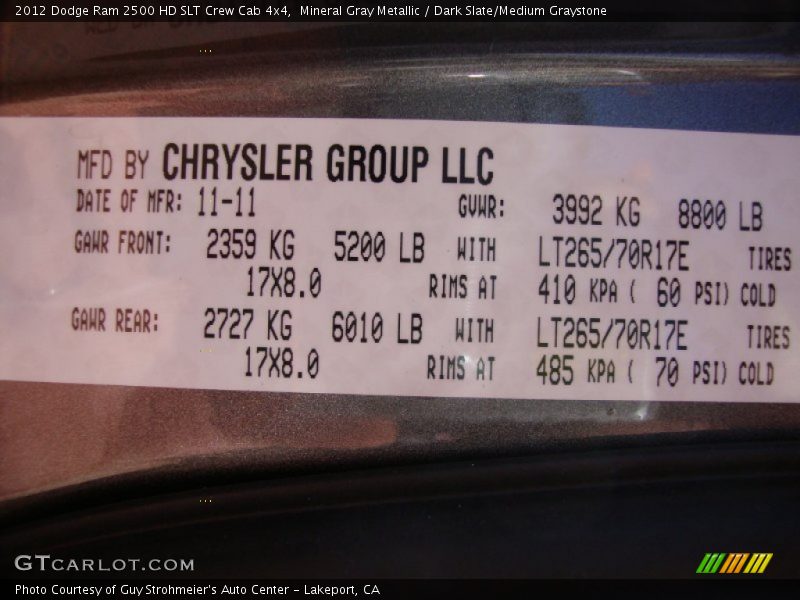 2012 Dodge Ram 2500 HD SLT Crew Cab 4x4,  Mineral Gray Metallic / Dark Slate/Medium Graystone
MFD BY CHRYSLER GROUP LLC
DATE OF MFR: 11-11 GVWR: 3992 KG 8800 LB
GAWR FRONT: 2359 KG 5200 LB WITH LT265/70R17E TIRES
17X8.0 RIMS AT 410 KPA ( 60 PSI) COLD
GAWR REAR: 2727 KG 6010 LB WITH LT265/70R17E TIRES
17X8.0 RIMS AT 485 KPA ( 70 PSI) COLD
GTCARLOT.COM
Photo Courtesy of Guy Strohmeier's Auto Center - Lakeport, CA